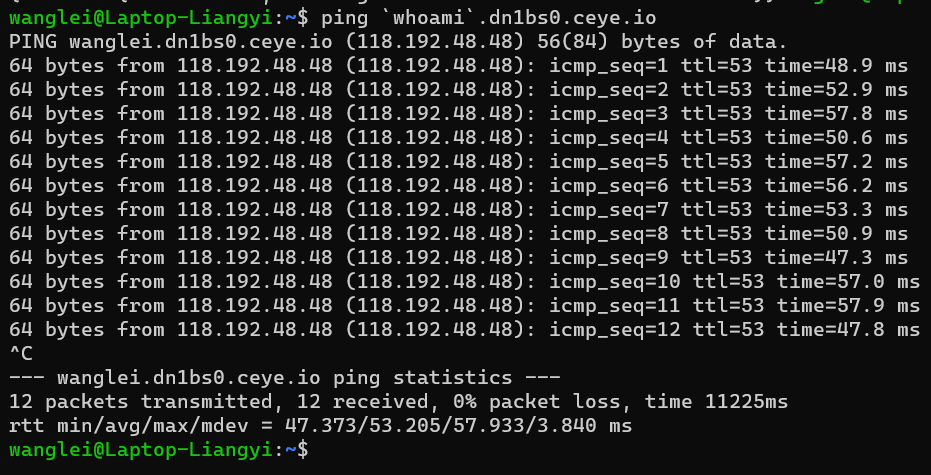 wanglei@Laptop-Liangyi:~$ ping `whoami`.dn1bs0.ceye.io
PING wanglei.dn1bs0.ceye.io (118.192.48.48) 56(84) bytes of data.
64 bytes from 118.192.48.48 (118.192.48.48): icmp_seq=1 ttl=53 time=48.9 ms
64 bytes from 118.192.48.48 (118.192.48.48): icmp_seq=2 ttl=53 time=52.9 ms
64 bytes from 118.192.48.48 (118.192.48.48): icmp_seq=3 ttl=53 time=57.8 ms
64 bytes from 118.192.48.48 (118.192.48.48): icmp_seq=4 ttl=53 time=50.6 ms
64 bytes from 118.192.48.48 (118.192.48.48): icmp_seq=5 ttl=53 time=57.2 ms
64 bytes from 118.192.48.48 (118.192.48.48): icmp_seq=6 ttl=53 time=56.2 ms
64 bytes from 118.192.48.48 (118.192.48.48): icmp_seq=7 ttl=53 time=53.3 ms
64 bytes from 118.192.48.48 (118.192.48.48): icmp_seq=8 ttl=53 time=50.9 ms
64 bytes from 118.192.48.48 (118.192.48.48): icmp_seq=9 ttl=53 time=47.3 ms
64 bytes from 118.192.48.48 (118.192.48.48): icmp_seq=10 ttl=53 time=57.0 ms
64 bytes from 118.192.48.48 (118.192.48.48): icmp_seq=11 ttl=53 time=57.9 ms
64 bytes from 118.192.48.48 (118.192.48.48): icmp_seq=12 ttl=53 time=47.8 ms
^C
--- wanglei.dn1bs0.ceye.io ping statistics ---
12 packets transmitted, 12 received, 0% packet loss, time 11225ms
rtt min/avg/max/mdev = 47.373/53.205/57.933/3.840 ms
wanglei@Laptop-Liangyi:~$